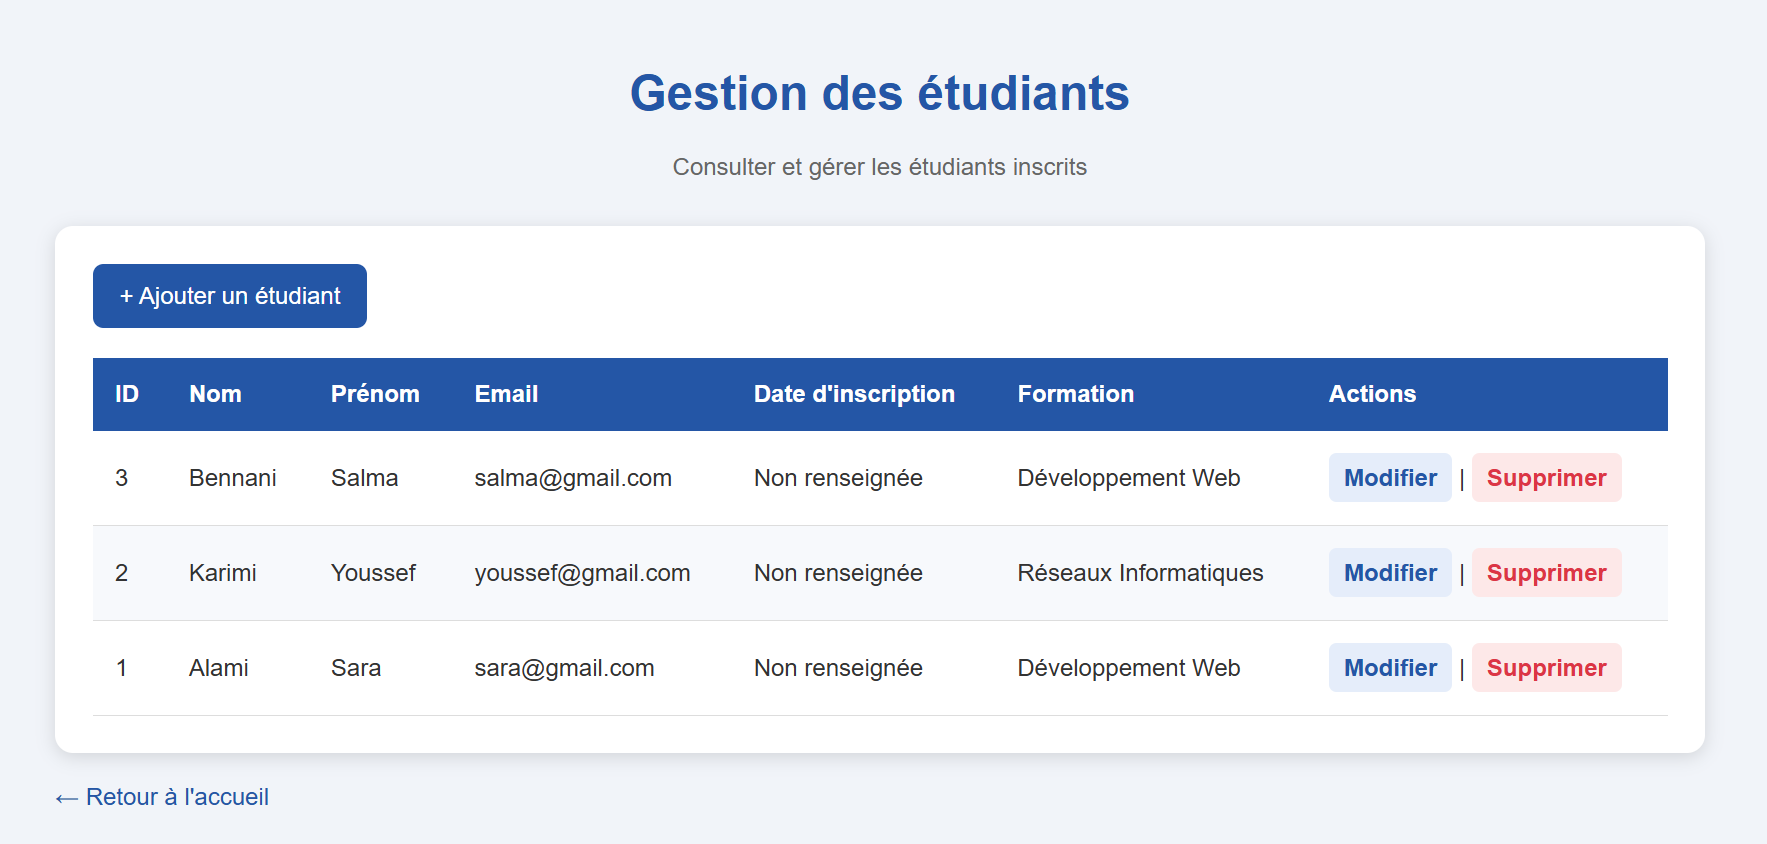 Gestion des étudiants
Consulter et gérer les étudiants inscrits
+ Ajouter un étudiant
ID Nom Prénom Email Date d'inscription Formation Actions
3 Bennani Salma salma@gmail.com Non renseignée Développement Web Modifier | Supprimer
2 Karimi Youssef youssef@gmail.com Non renseignée Réseaux Informatiques Modifier | Supprimer
1 Alami Sara sara@gmail.com Non renseignée Développement Web Modifier | Supprimer
← Retour à l'accueil